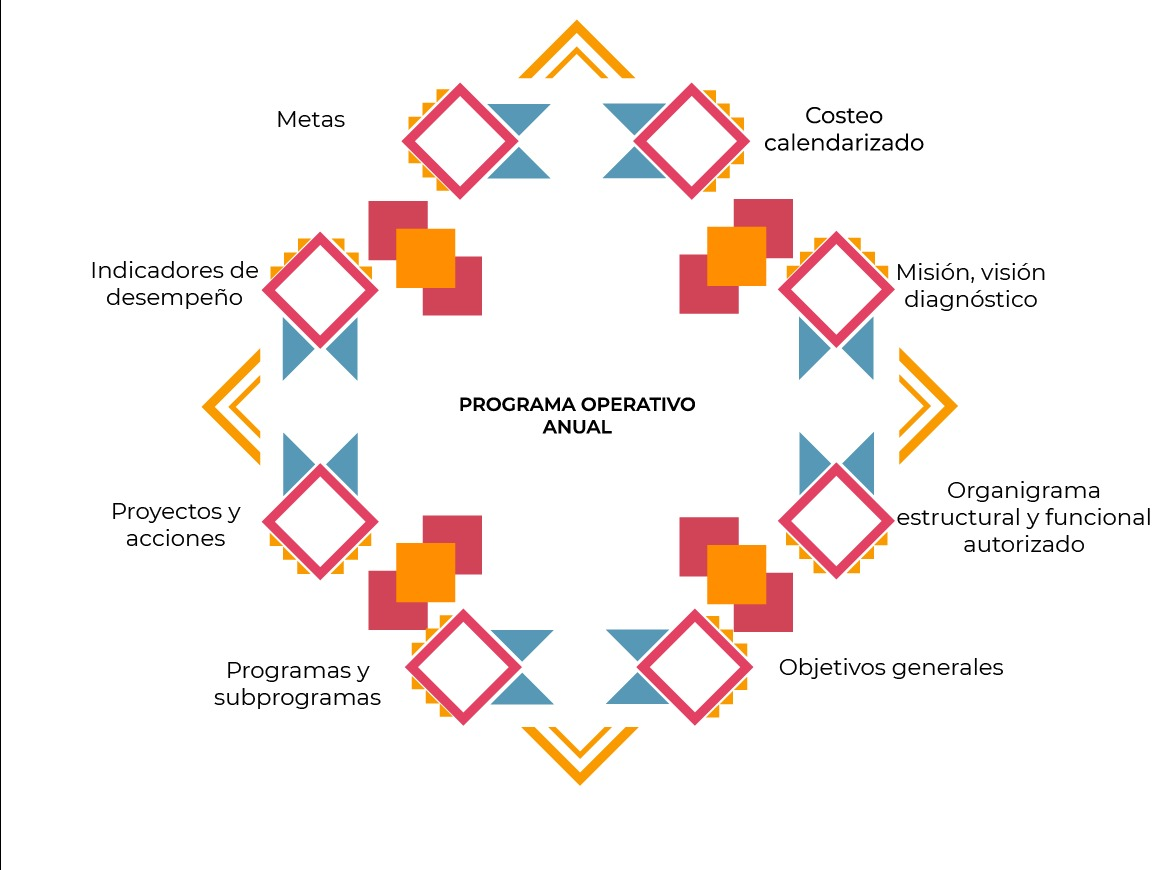 Metas
Costeo
calendarizado
Indicadores de
desempeño
Misión, visión
diagnóstico
PROGRAMA OPERATIVO
ANUAL
Proyectos y
acciones
Organigrama
estructural y funcional
autorizado
Programas y
subprogramas
Objetivos generales